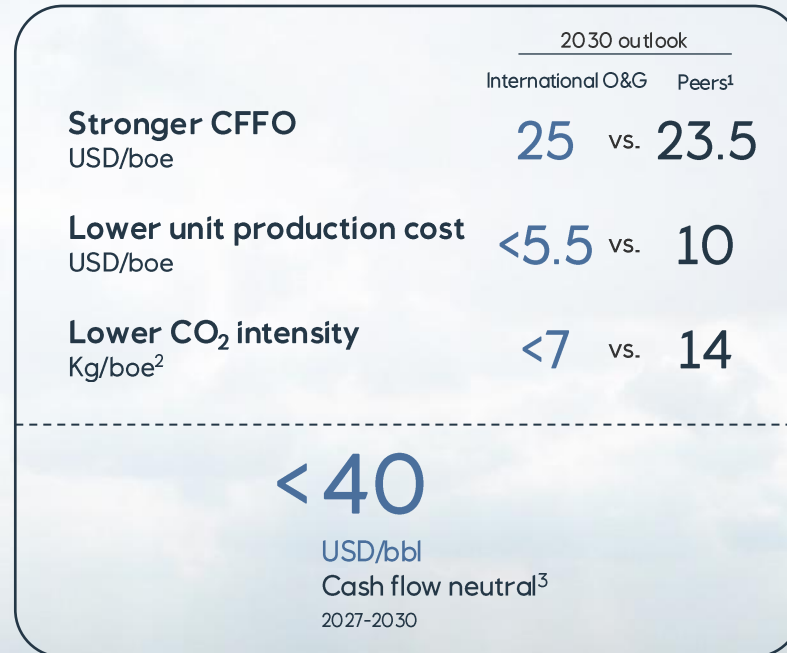 2030 outlook
International O&G Peers¹
Stronger CFFO
USD/boe
25 vs. 23.5
Lower unit production cost
USD/boe
<5.5 vs. 10
Lower CO₂ intensity
Kg/boe²
<7 vs. 14
<40
USD/bbl
Cash flow neutral³
2027-2030